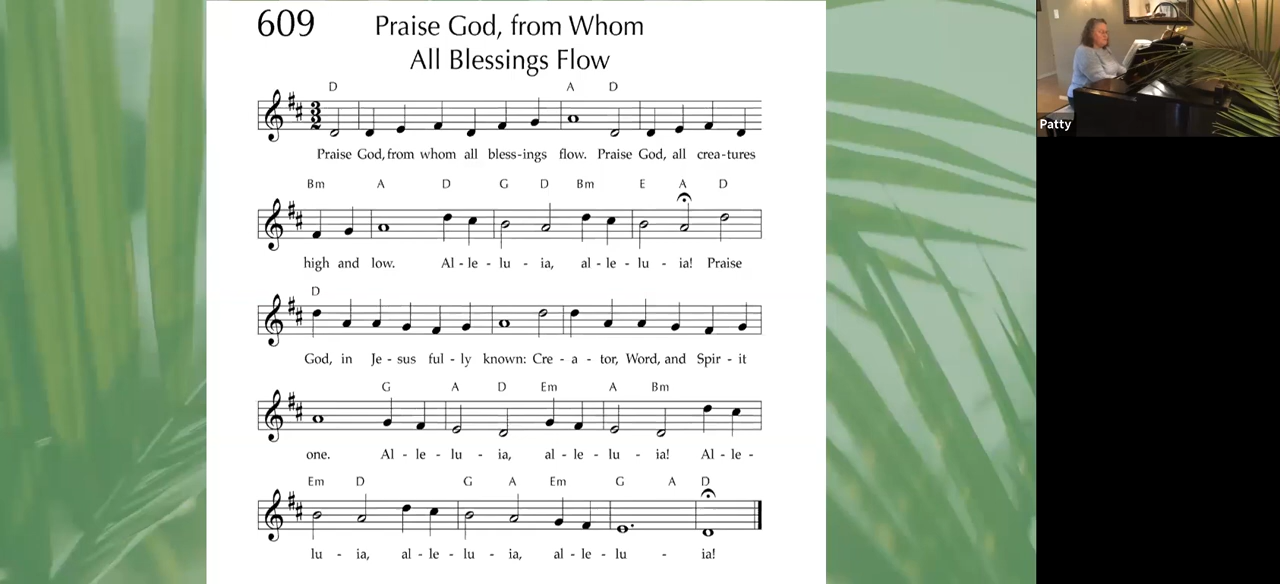 609
Praise God, from Whom
All Blessings Flow
D A D
3
2
Praise God, from whom all bless-ings flow. Praise God, all crea-tures
Bm A D G D Bm E A D
high and low. Al - le - lu - ia, al - le - lu - ia! Praise
D
God, in Je - sus ful - ly known: Cre - a - tor, Word, and Spir - it
G A D Em A Bm
one. Al - le - lu - ia, al - le - lu - ia! Al - le -
Em D G A Em G A D
lu - ia, al - le - lu - ia, al - le - lu - ia!
Patty